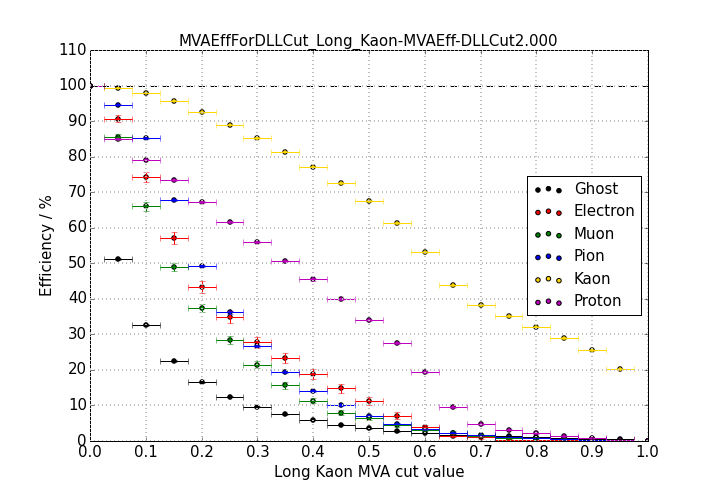 MVAEffForDLLCut_Long_Kaon-MVAEff-DLLCut2.000
110
100
90
80
70
60
50
40
30
20
10
0
Efficiency / %
Ghost
Electron
Muon
Pion
Kaon
Proton
0.0 0.1 0.2 0.3 0.4 0.5 0.6 0.7 0.8 0.9 1.0
Long Kaon MVA cut value